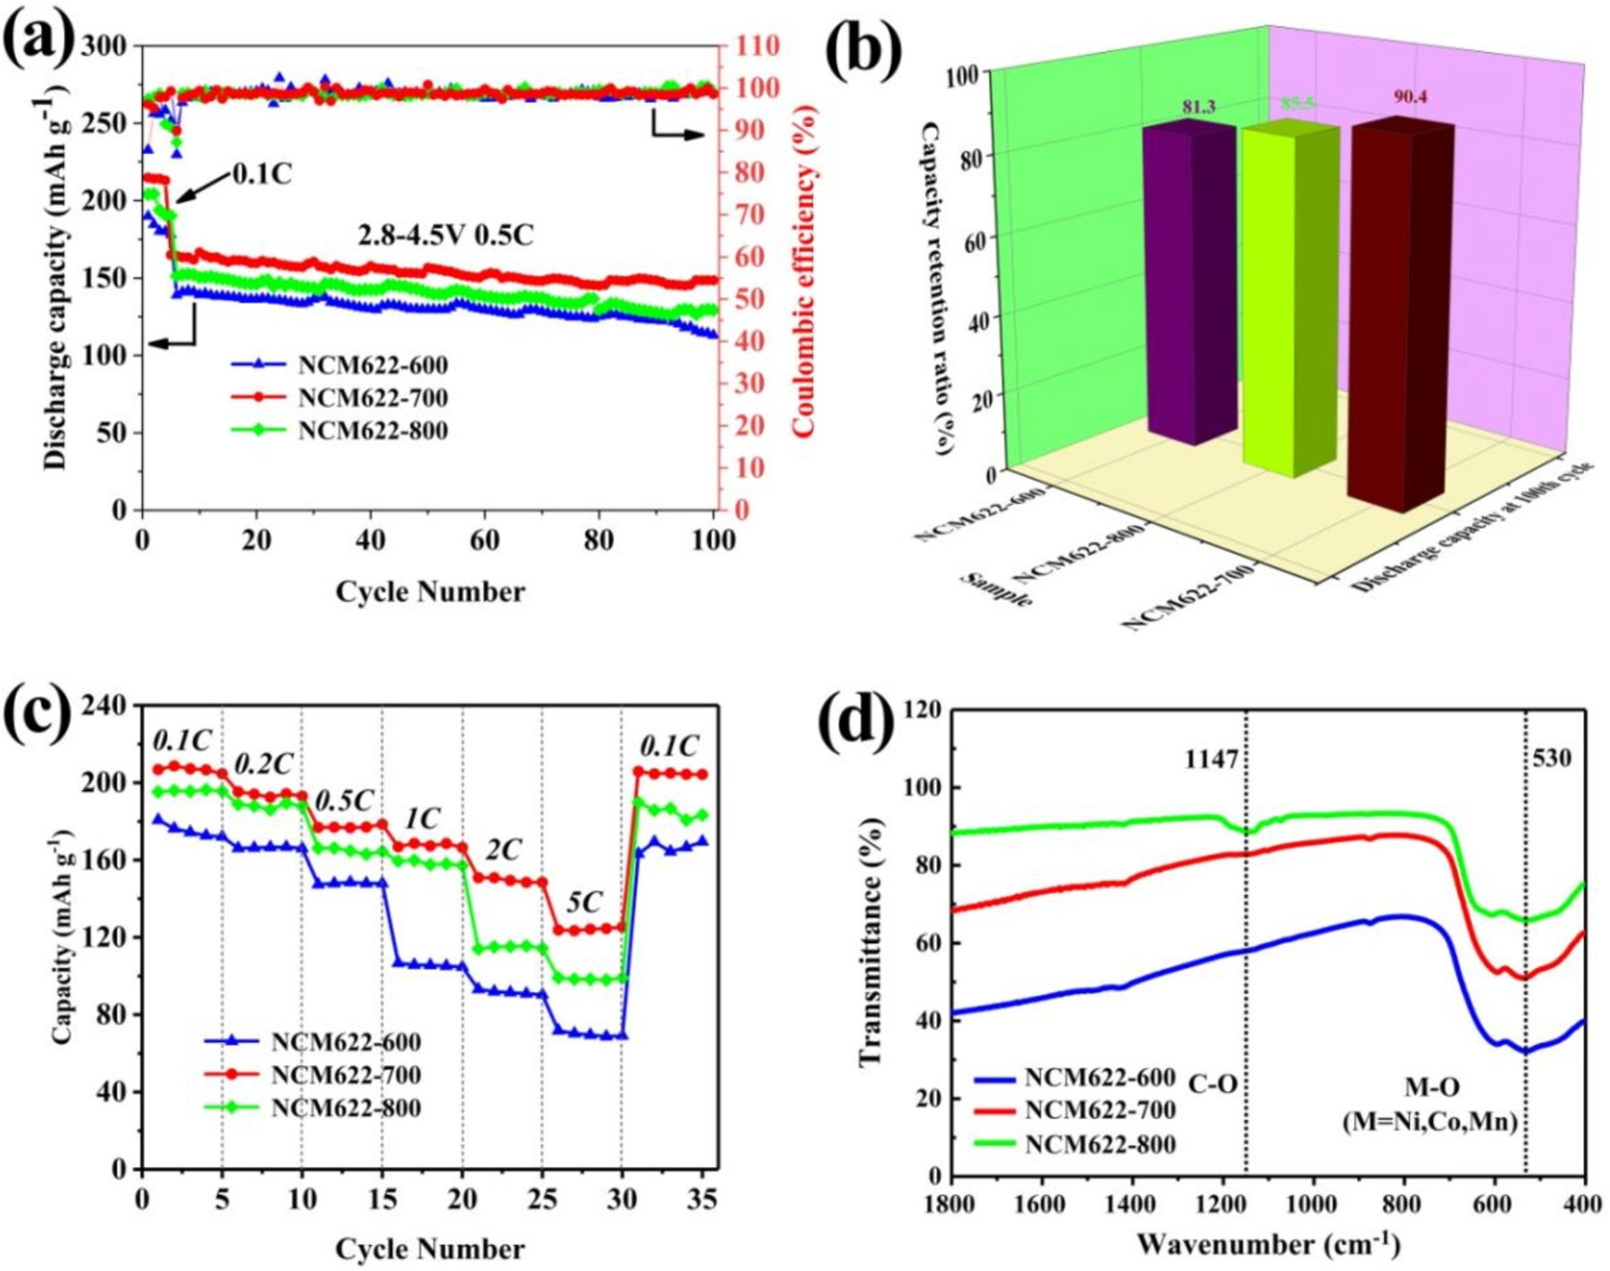 (a)
300
250
200
150
100
50
0
Discharge capacity (mAh g-1)
0 20 40 60 80 100
Cycle Number
110
100
90
80
70
60
50
40
30
20
10
0
Coulombic efficiency (%)
0.1C
2.8-4.5V 0.5C
NCM622-600
NCM622-700
NCM622-800
(b)
100
80
60
40
20
0
Capacity retention ratio (%)
81.3 85.5 90.4
NCM622-600
NCM622-800
NCM622-700
Sample
Discharge capacity at 100th cycle
(c)
240
200
160
120
80
40
0
Capacity (mAh g-1)
0.1C 0.2C 0.5C 1C 2C 5C 0.1C
NCM622-600
NCM622-700
NCM622-800
0 5 10 15 20 25 30 35
Cycle Number
(d)
120
100
80
60
40
20
0
Transmittance (%)
1147 530
NCM622-600
NCM622-700
NCM622-800
C-O
M-O
(M=Ni,Co,Mn)
1800 1600 1400 1200 1000 800 600 400
Wavenumber (cm-1)